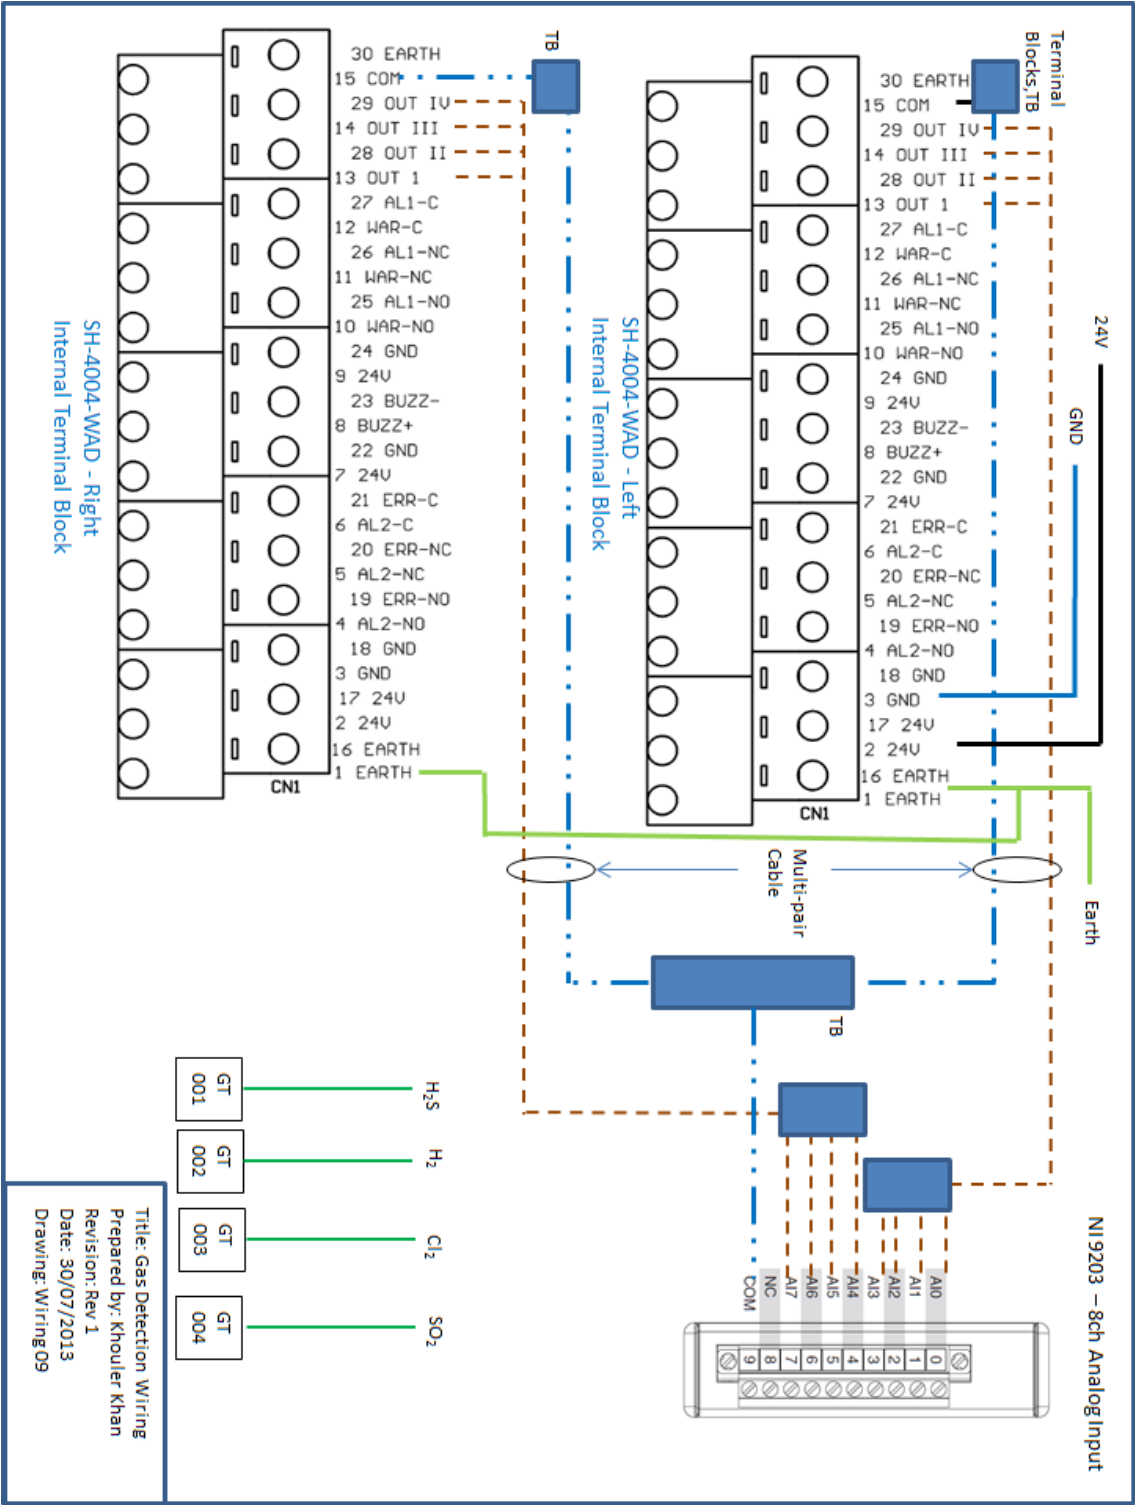 Terminal
Blocks,TB
TB
30 EARTH
15 COM
29 OUT IV
14 OUT III
28 OUT II
13 OUT 1
27 AL1-C
12 WAR-C
26 AL1-NC
11 WAR-NC
25 AL1-NO
10 WAR-NO
24 GND
9 24V
23 BUZZ-
8 BUZZ+
22 GND
7 24V
21 ERR-C
6 AL2-C
20 ERR-NC
5 AL2-NC
19 ERR-NO
4 AL2-NO
18 GND
3 GND
17 24V
2 24V
16 EARTH
1 EARTH
CN1
SH-4004-WAD - Right
Internal Terminal Block
30 EARTH
15 COM
29 OUT IV
14 OUT III
28 OUT II
13 OUT 1
27 AL1-C
12 WAR-C
26 AL1-NC
11 WAR-NC
25 AL1-NO
10 WAR-NO
24 GND
9 24V
23 BUZZ-
8 BUZZ+
22 GND
7 24V
21 ERR-C
6 AL2-C
20 ERR-NC
5 AL2-NC
19 ERR-NO
4 AL2-NO
18 GND
3 GND
17 24V
2 24V
16 EARTH
1 EARTH
CN1
SH-4004-WAD - Left
Internal Terminal Block
24V
GND
Earth
Multi-pair
Cable
TB
NI 9203 – 8ch Analog Input
AI0
AI1
AI2
AI3
AI4
AI5
AI6
AI7
NC
COM
0
1
2
3
4
5
6
7
8
9
H₂S
GT
001
H₂
GT
002
Cl₂
GT
003
SO₂
GT
004
Title: Gas Detection Wiring
Prepared by: Khouler Khan
Revision: Rev 1
Date: 30/07/2013
Drawing: Wiring 09